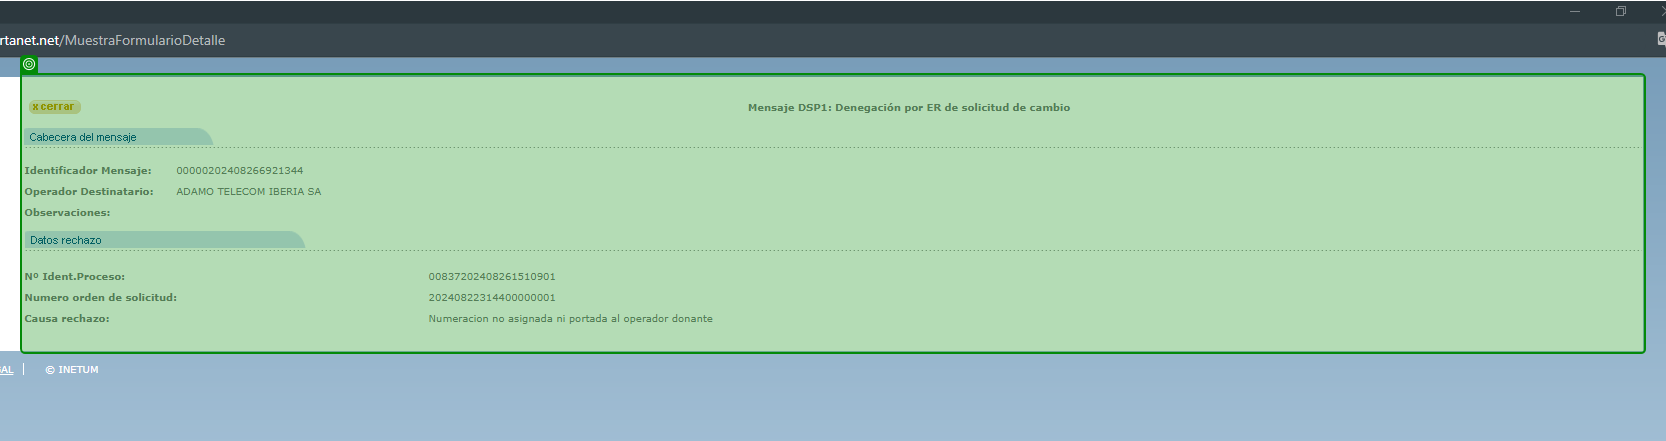 rtanet.net/MuestraFormularioDetalle
x cerrar
Mensaje DSP1: Denegación por ER de solicitud de cambio
Cabecera del mensaje
Identificador Mensaje: 00000202408266921344
Operador Destinatario: ADAMO TELECOM IBERIA SA
Observaciones:
Datos rechazo
Nº Ident.Proceso: 00837202408261510901
Numero orden de solicitud: 20240822314400000001
Causa rechazo: Numeracion no asignada ni portada al operador donante
GAL | © INETUM